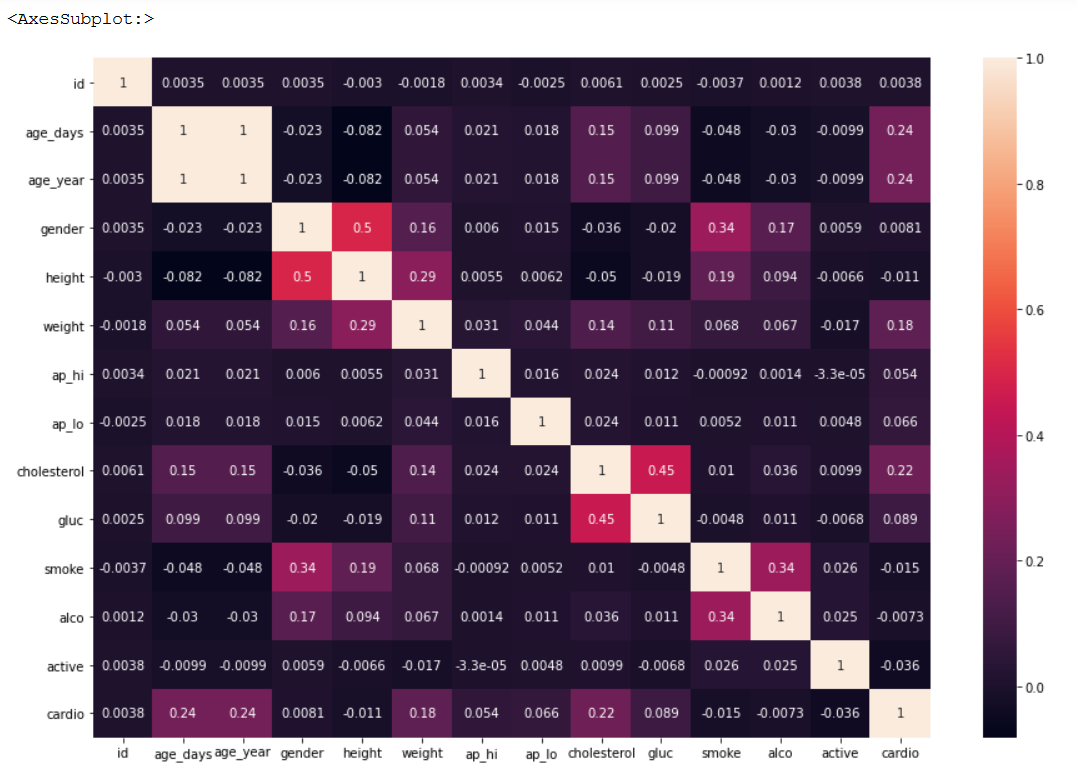 <AxesSubplot:>
id 1 0.0035 0.0035 0.0035 -0.003 -0.0018 0.0034 -0.0025 0.0061 0.0025 -0.0037 0.0012 0.0038 0.0038
age_days 0.0035 1 1 -0.023 -0.082 0.054 0.021 0.018 0.15 0.099 -0.048 -0.03 -0.0099 0.24
age_year 0.0035 1 1 -0.023 -0.082 0.054 0.021 0.018 0.15 0.099 -0.048 -0.03 -0.0099 0.24
gender 0.0035 -0.023 -0.023 1 0.5 0.16 0.006 0.015 -0.036 -0.02 0.34 0.17 0.0059 0.0081
height -0.003 -0.082 -0.082 0.5 1 0.29 0.0055 0.0062 -0.05 -0.019 0.19 0.094 -0.0066 -0.011
weight -0.0018 0.054 0.054 0.16 0.29 1 0.031 0.044 0.14 0.11 0.068 0.067 -0.017 0.18
ap_hi 0.0034 0.021 0.021 0.006 0.0055 0.031 1 0.016 0.024 0.012 -0.00092 0.0014 -3.3e-05 0.054
ap_lo -0.0025 0.018 0.018 0.015 0.0062 0.044 0.016 1 0.024 0.011 0.0052 0.011 0.0048 0.066
cholesterol 0.0061 0.15 0.15 -0.036 -0.05 0.14 0.024 0.024 1 0.45 0.01 0.036 0.0099 0.22
gluc 0.0025 0.099 0.099 -0.02 -0.019 0.11 0.012 0.011 0.45 1 -0.0048 0.011 -0.0068 0.089
smoke -0.0037 -0.048 -0.048 0.34 0.19 0.068 -0.00092 0.0052 0.01 -0.0048 1 0.34 0.026 -0.015
alco 0.0012 -0.03 -0.03 0.17 0.094 0.067 0.0014 0.011 0.036 0.011 0.34 1 0.025 -0.0073
active 0.0038 -0.0099 -0.0099 0.0059 -0.0066 -0.017 -3.3e-05 0.0048 0.0099 -0.0068 0.026 0.025 1 -0.036
cardio 0.0038 0.24 0.24 0.0081 -0.011 0.18 0.054 0.066 0.22 0.089 -0.015 -0.0073 -0.036 1
id age_days age_year gender height weight ap_hi ap_lo cholesterol gluc smoke alco active cardio
1.0
0.8
0.6
0.4
0.2
0.0